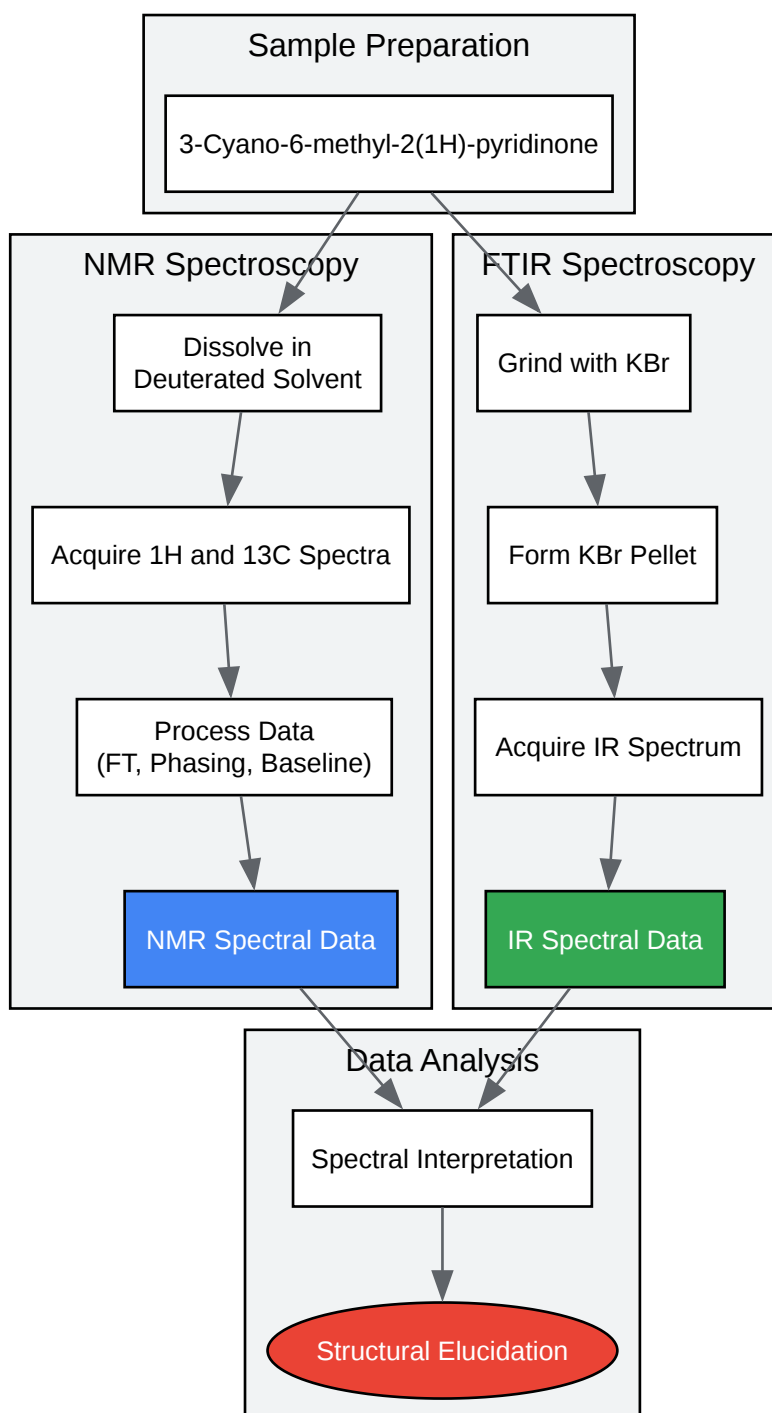 Sample Preparation
3-Cyano-6-methyl-2(1H)-pyridinone
NMR Spectroscopy
Dissolve in
Deuterated Solvent
Acquire 1H and 13C Spectra
Process Data
(FT, Phasing, Baseline)
NMR Spectral Data
FTIR Spectroscopy
Grind with KBr
Form KBr Pellet
Acquire IR Spectrum
IR Spectral Data
Data Analysis
Spectral Interpretation
Structural Elucidation